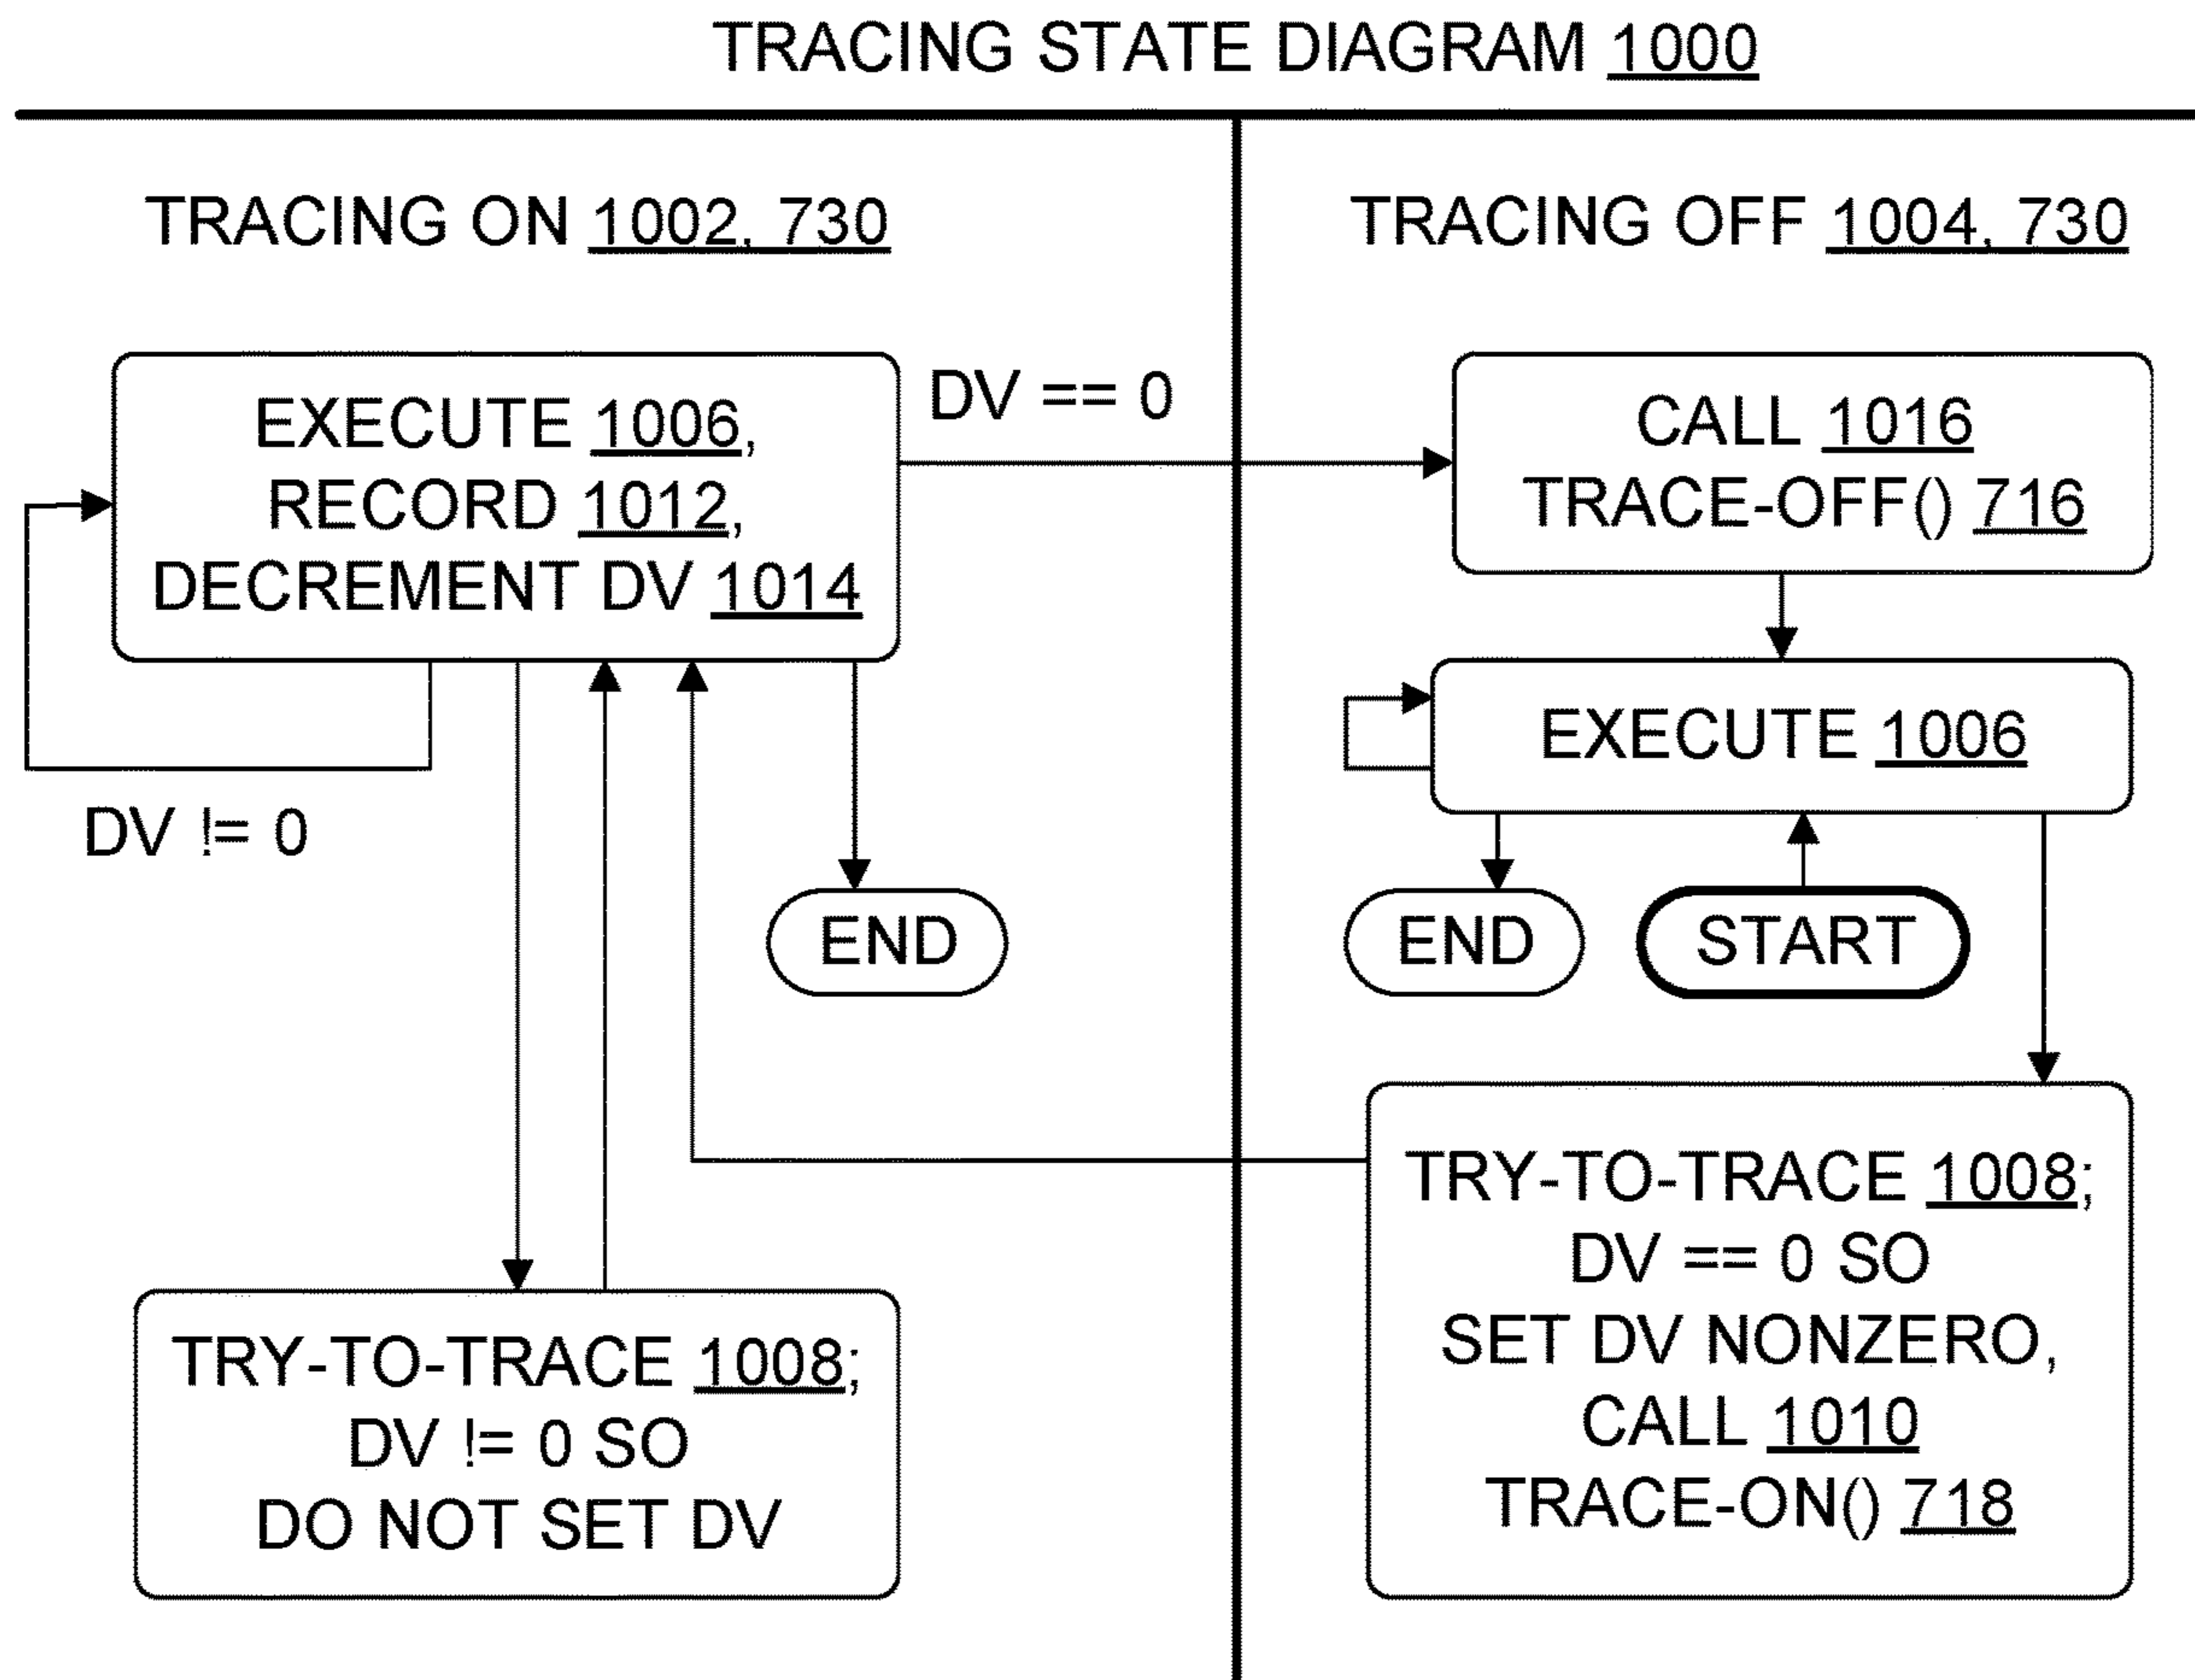 TRACING STATE DIAGRAM 1000
TRACING ON 1002, 730
TRACING OFF 1004, 730
EXECUTE 1006,
RECORD 1012,
DECREMENT DV 1014
DV == 0
CALL 1016
TRACE-OFF() 716
EXECUTE 1006
DV != 0
END
END
START
TRY-TO-TRACE 1008;
DV != 0 SO
DO NOT SET DV
TRY-TO-TRACE 1008;
DV == 0 SO
SET DV NONZERO,
CALL 1010
TRACE-ON() 718